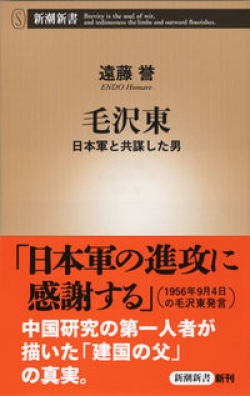 新潮新書
Brevity is the soul of wit,
and tediousness the limbs and outward flourishes.
遠藤 誉
ENDO Homare
毛沢東
日本軍と共謀した男
「日本軍の進攻に
感謝する」
(1956年9月4日
の毛沢東発言)
中国研究の第一人者が
描いた「建国の父」
の真実。
新潮新書 新刊